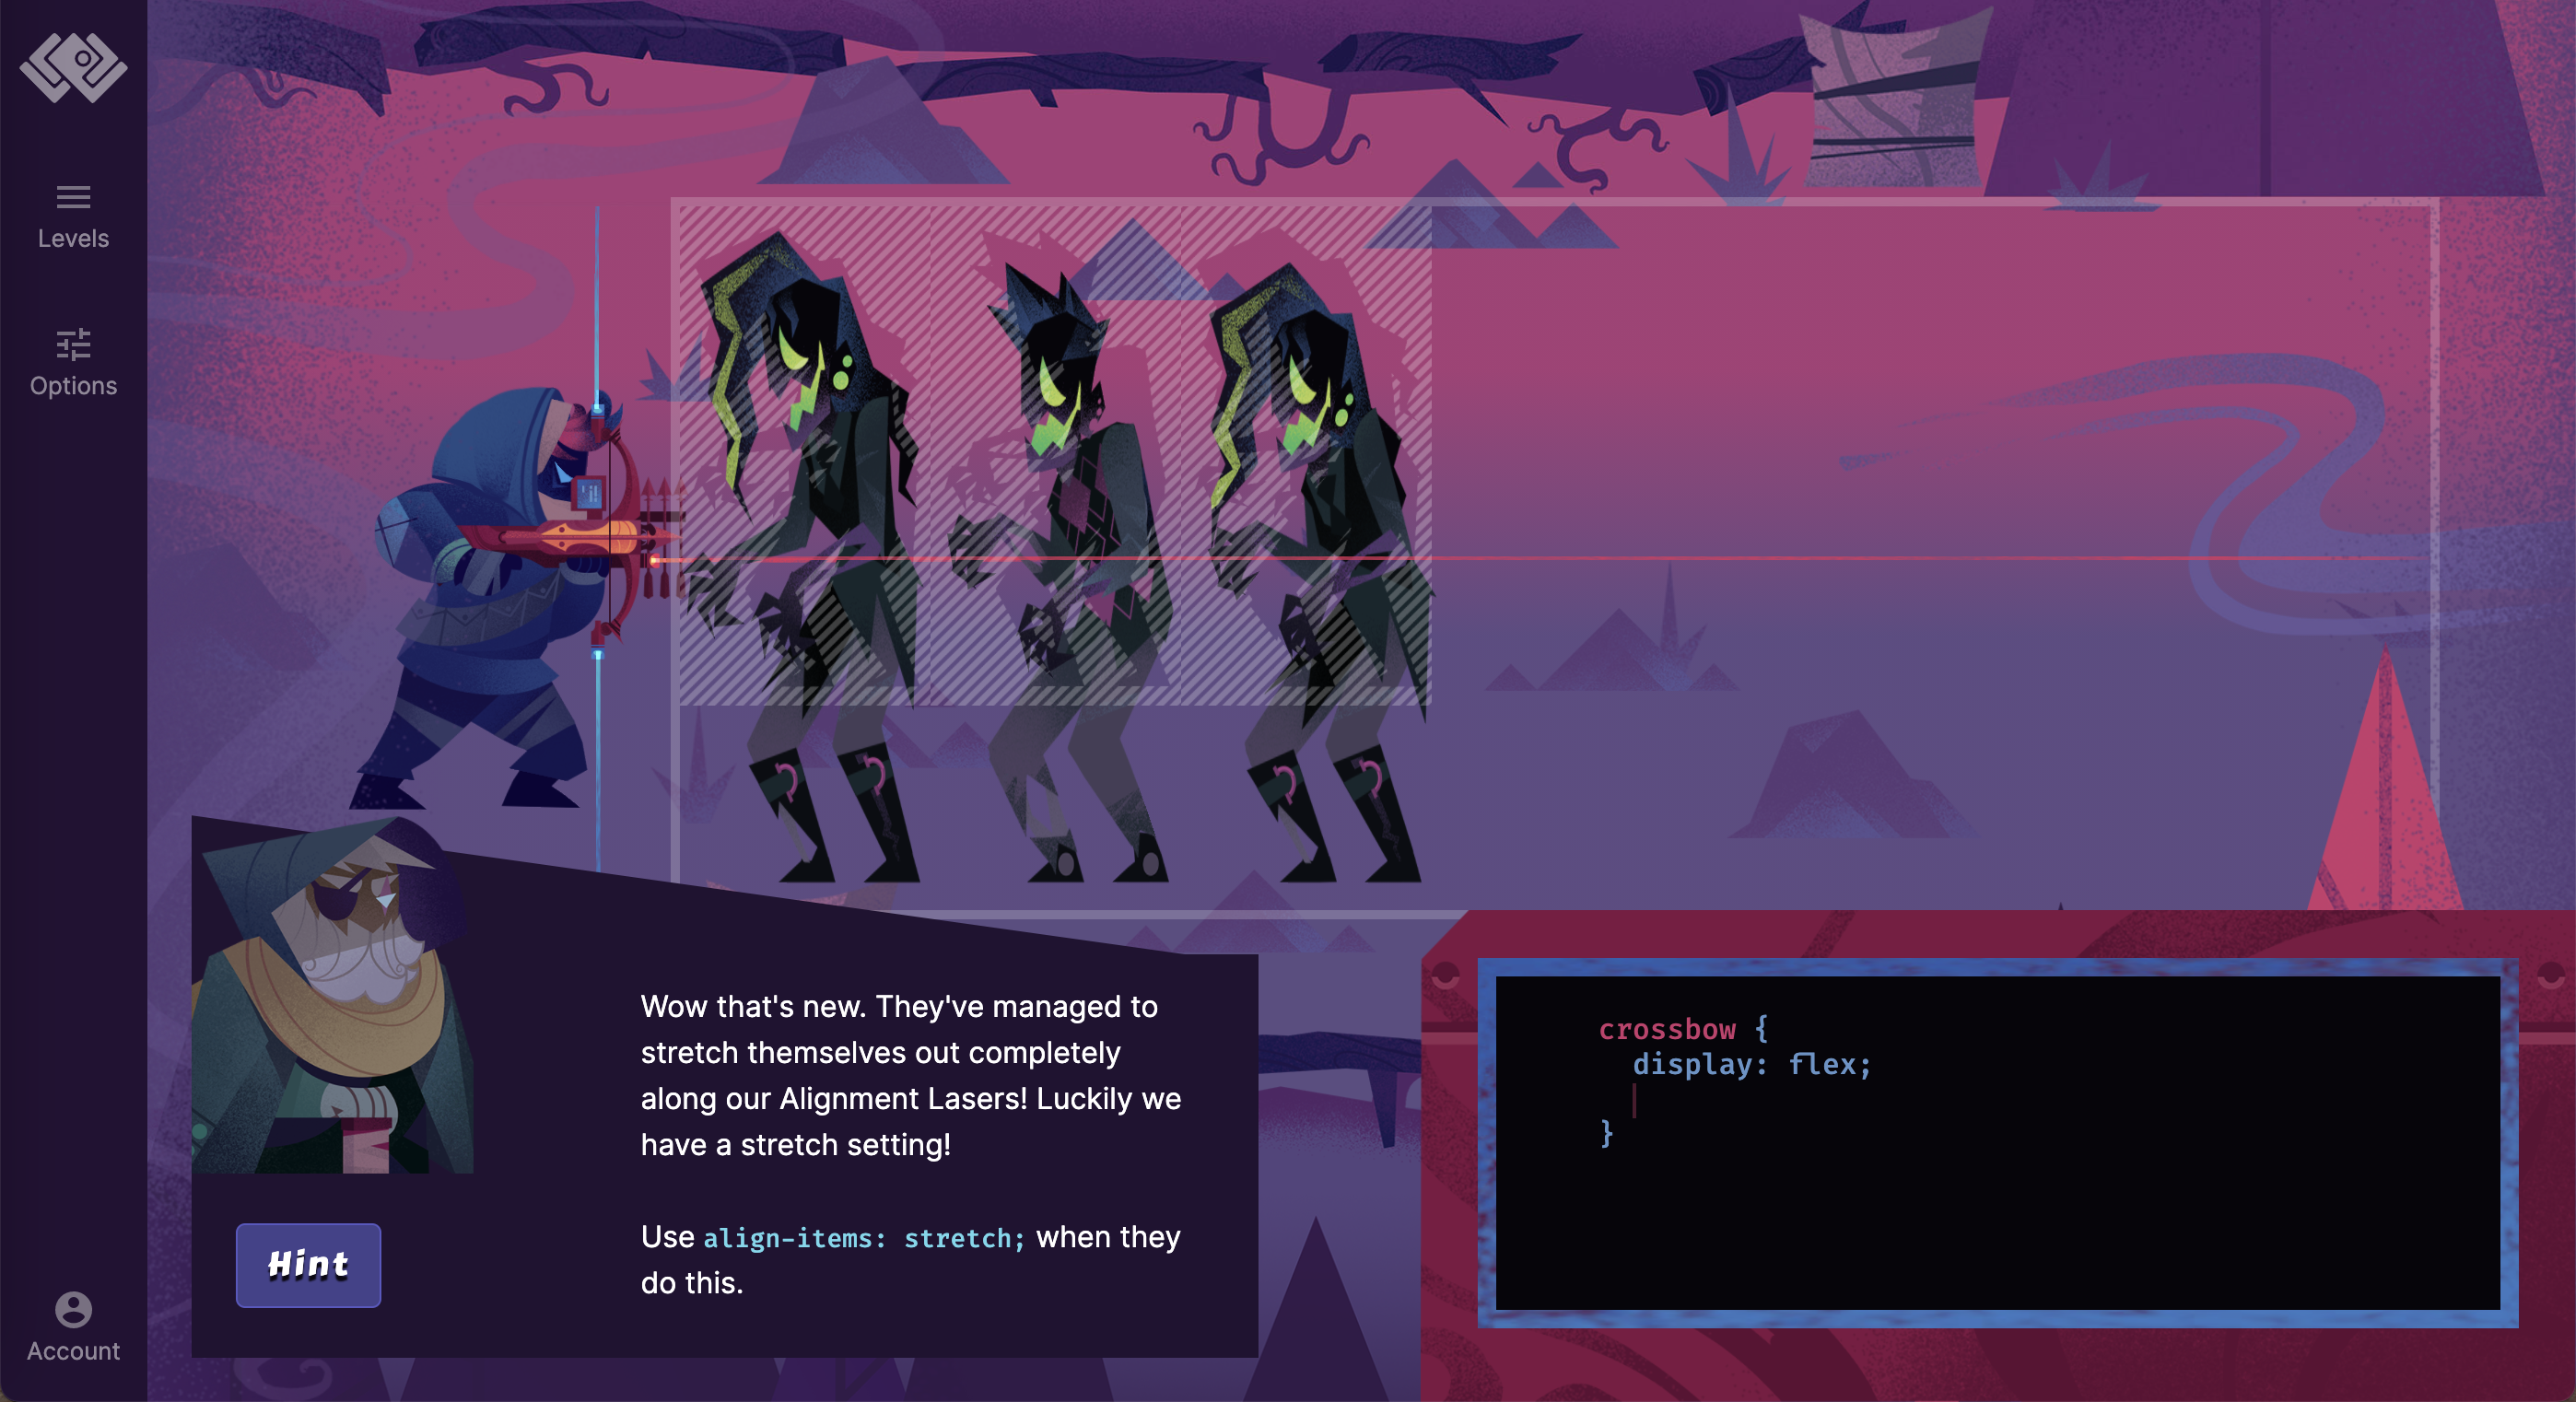 Levels
Options
Wow that's new. They've managed to
stretch themselves out completely
along our Alignment Lasers! Luckily we
have a stretch setting!
Use align-items: stretch; when they
do this.
Hint
Account
crossbow {
display: flex;
}